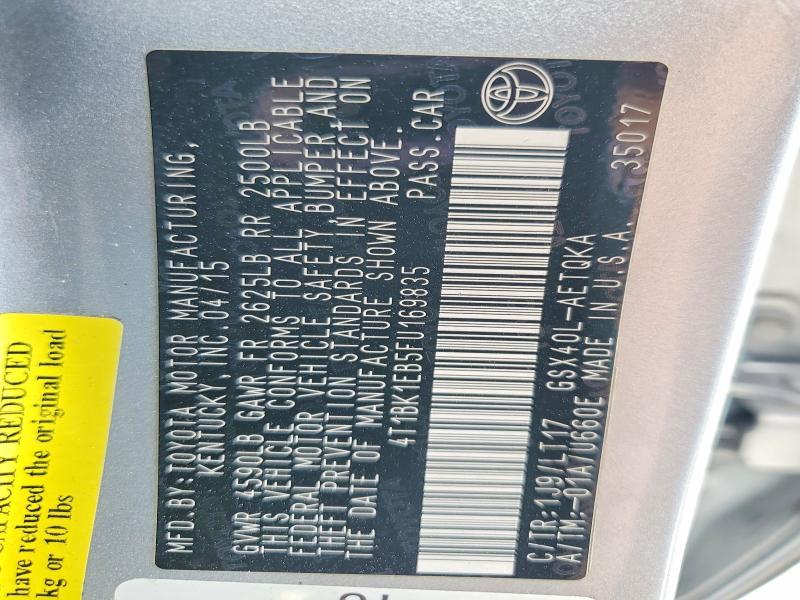 MFD.BY:TOYOTA MOTOR MANUFACTURING,
KENTUCKY, INC. 04/15
GVWR 4590LB GAWR FR 2625LB RR 2500LB
THIS VEHICLE CONFORMS TO ALL APPLICABLE
FEDERAL MOTOR VEHICLE SAFETY, BUMPER, AND
THEFT PREVENTION STANDARDS IN EFFECT ON
THE DATE OF MANUFACTURE SHOWN ABOVE.
4T1BK1EB5FU169835 PASS. CAR
C/TR:1J9/LT17 GSX40L-AETQKA
A/TM:-01A/U660E MADE IN U.S.A. 35017
CAPACITY REDUCED
have reduced the original load
kg or 10 lbs